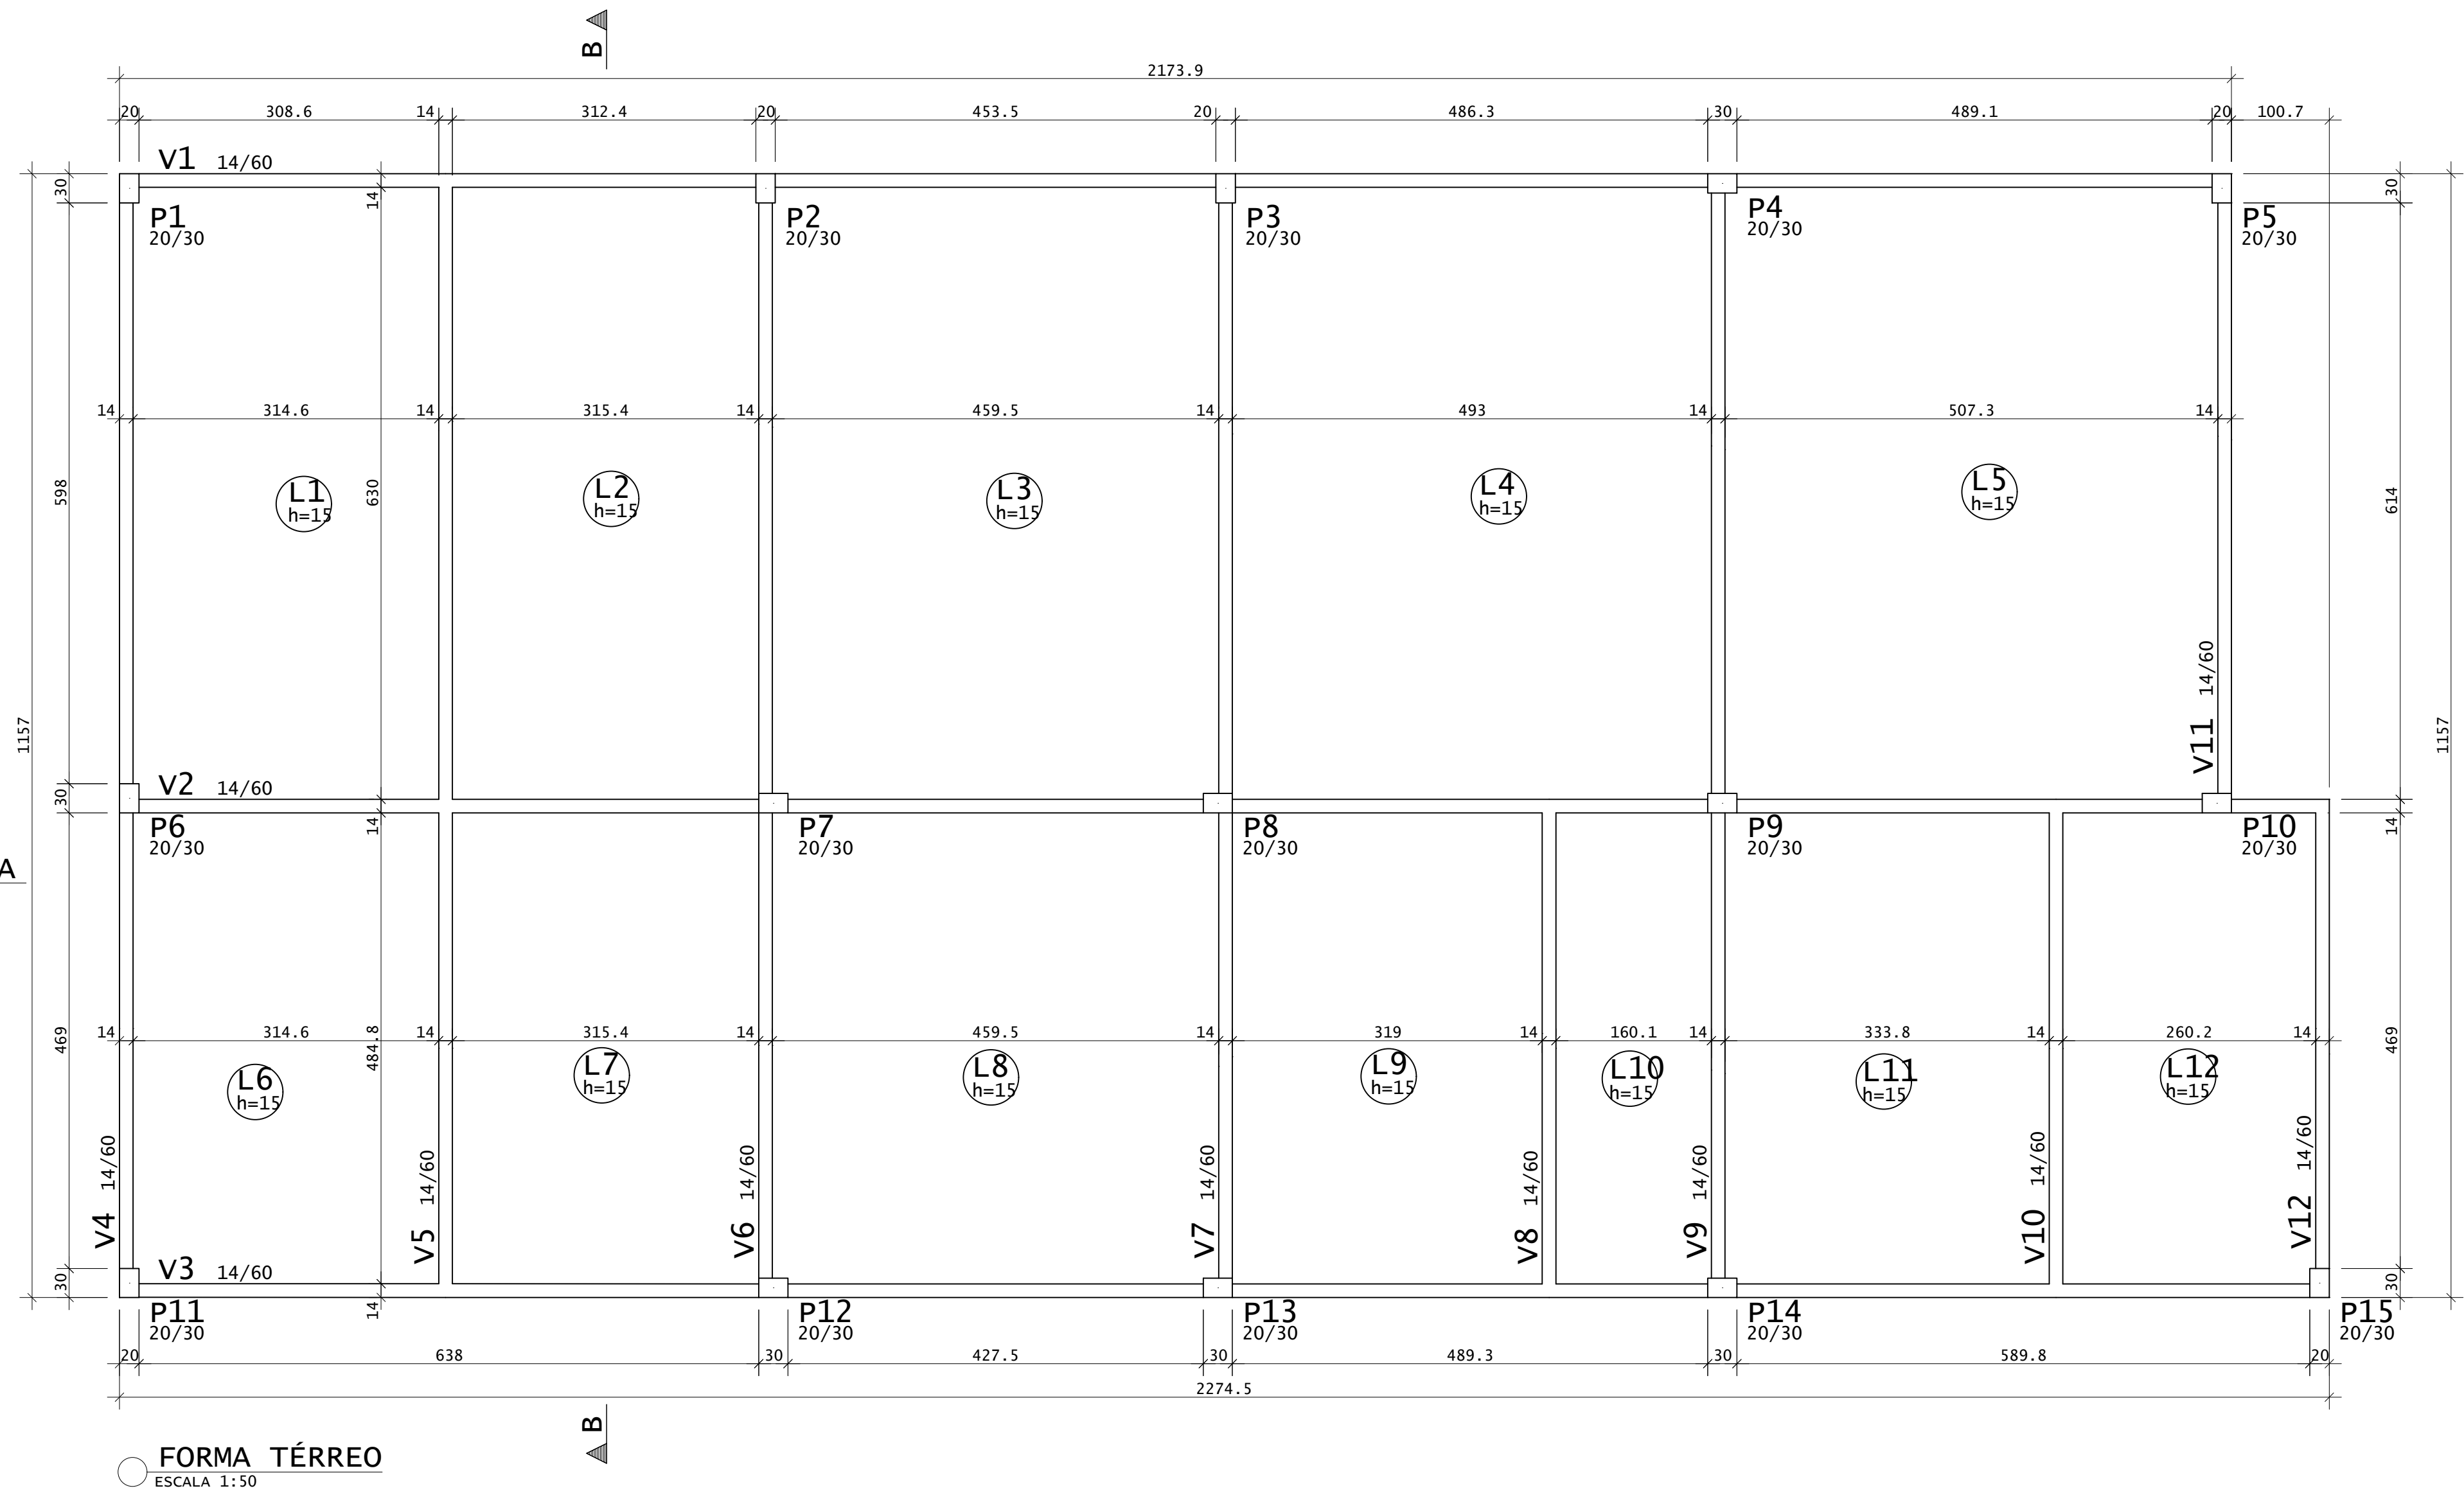 B
2173.9
20 308.6 14 312.4 20 453.5 20 486.3 30 489.1 20 100.7
V1 14/60
30 14 30
P1 P2 P3 P4 P5
20/30 20/30 20/30 20/30 20/30
14 314.6 14 315.4 14 459.5 14 493 14 507.3 14
L1 L2 L3 L4 L5
h=15 h=15 h=15 h=15 h=15
598 630 614
V11 14/60
1157 1157
V2 14/60
30 14 14
P6 P7 P8 P9 P10
20/30 20/30 20/30 20/30 20/30
A
14 314.6 14 315.4 14 459.5 14 319 14 160.1 14 333.8 14 260.2 14
469 484.8 469
L6 L7 L8 L9 L10 L11 L12
h=15 h=15 h=15 h=15 h=15 h=15 h=15
V4 14/60
V5 14/60
V6 14/60
V7 14/60
V8 14/60
V9 14/60
V10 14/60
V12 14/60
V3 14/60
30 14 30
P11 P12 P13 P14 P15
20/30 20/30 20/30 20/30 20/30
20 638 30 427.5 30 489.3 30 589.8 20
2274.5
B
FORMA TÉRREO
ESCALA 1:50